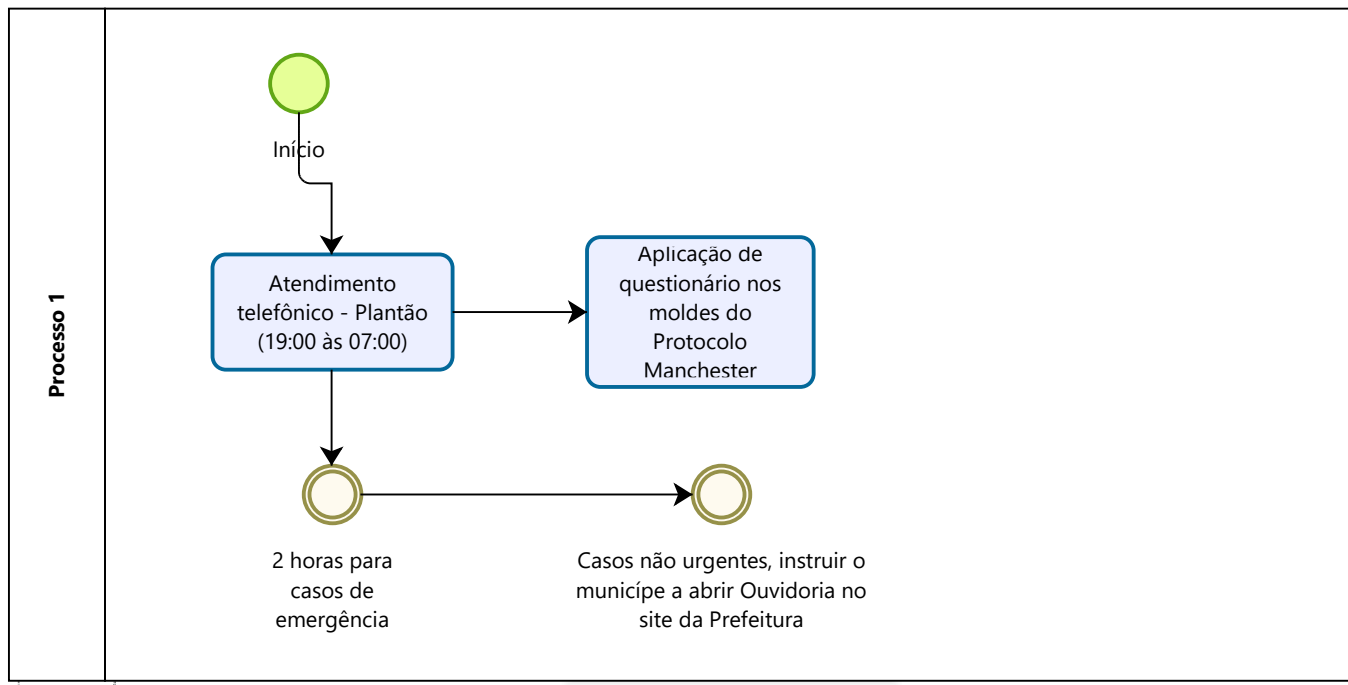 Processo 1
Início
Atendimento
telefônico - Plantão
(19:00 às 07:00)
Aplicação de
questionário nos
moldes do
Protocolo
Manchester
2 horas para
casos de
emergência
Casos não urgentes, instruir o
municípe a abrir Ouvidoria no
site da Prefeitura